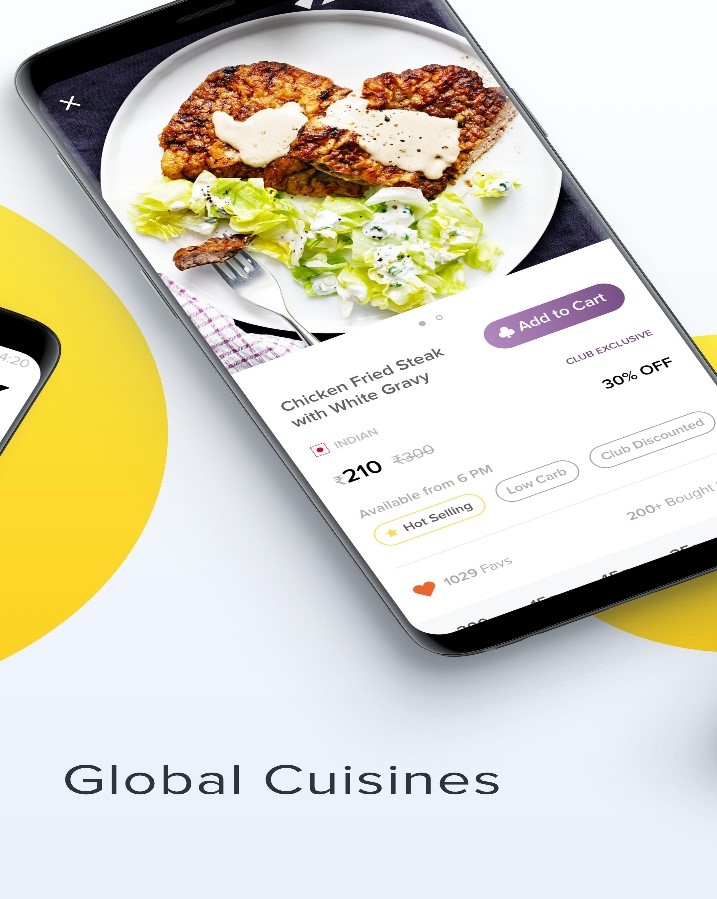 4:20
Add to Cart
Chicken Fried Steak
with White Gravy
CLUB EXCLUSIVE
30% OFF
INDIAN
₹210 ₹300
Available from 6 PM
Hot Selling
Low Carb
Club Discounted
1029 Favs
200+ Bought
Global Cuisines